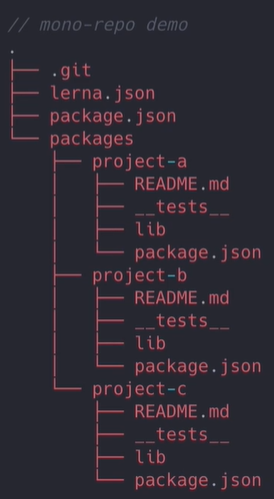 // mono-repo demo
.
├── .git
├── lerna.json
├── package.json
└── packages
    ├── project-a
    │   ├── README.md
    │   ├── __tests__
    │   ├── lib
    │   └── package.json
    ├── project-b
    │   ├── README.md
    │   ├── __tests__
    │   ├── lib
    │   └── package.json
    └── project-c
        ├── README.md
        ├── __tests__
        ├── lib
        └── package.json